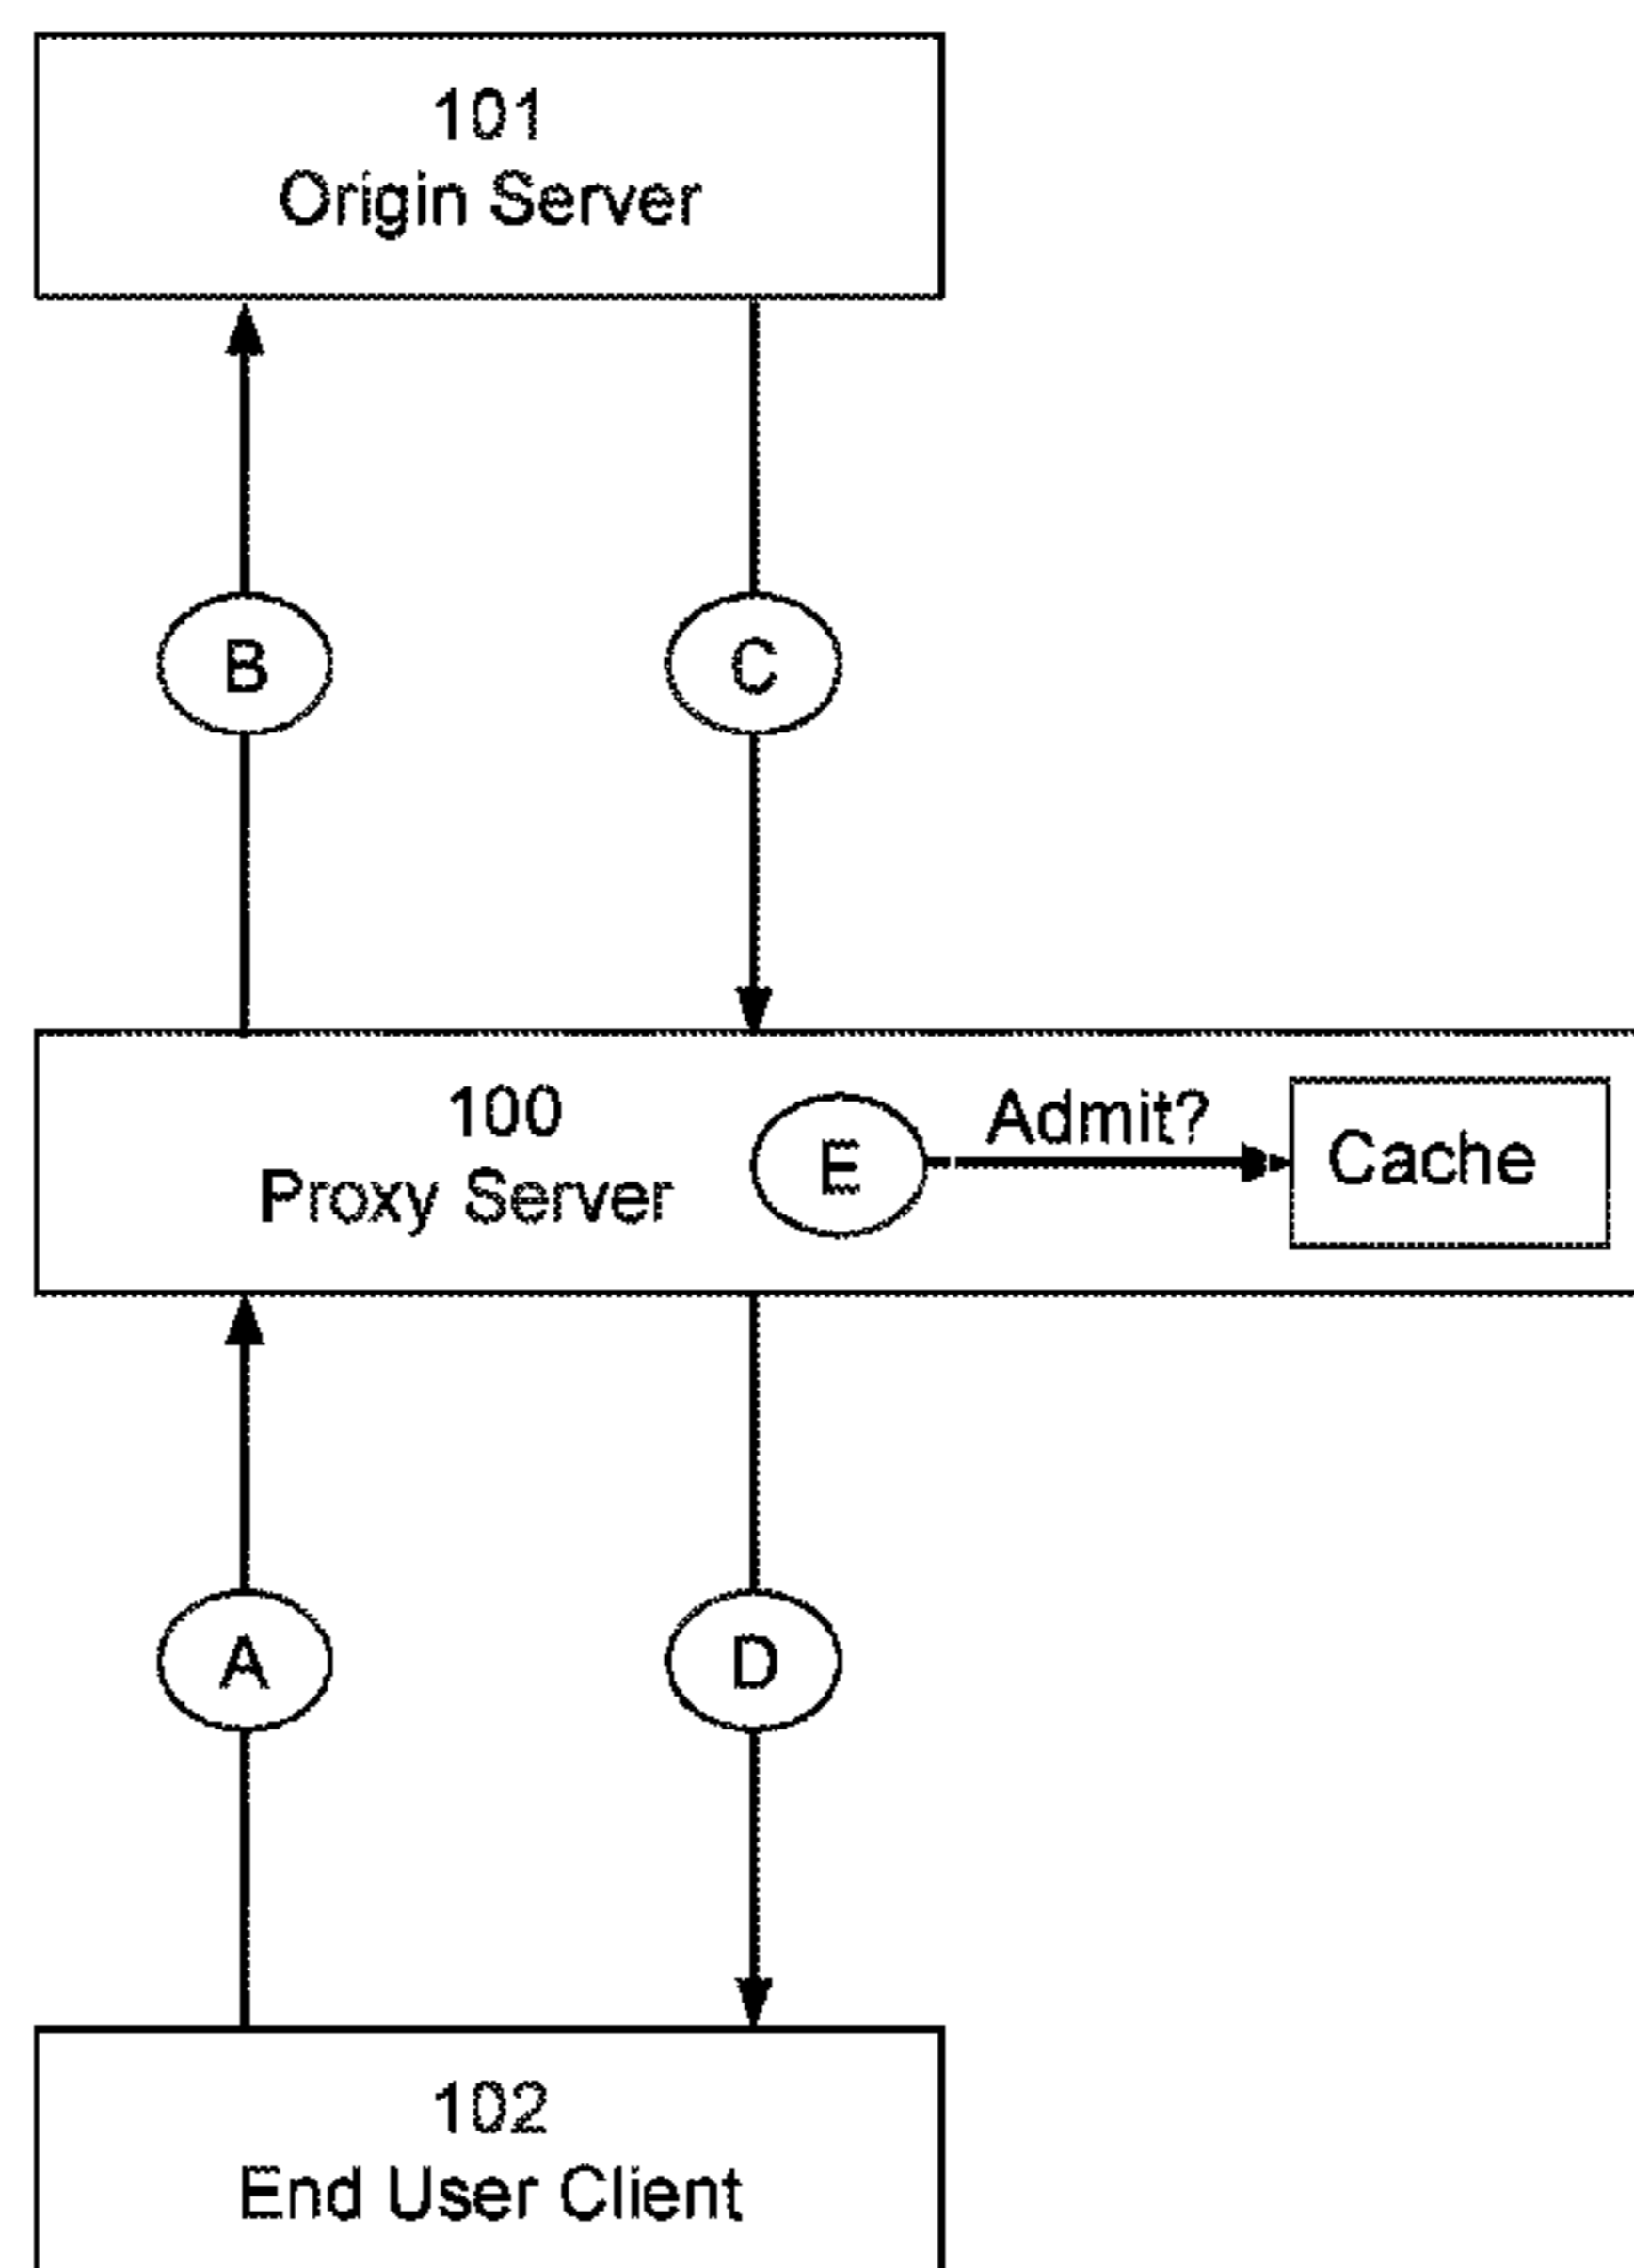 101
Origin Server
B
C
100
Proxy Server
E
Admit?
Cache
A
D
102
End User Client